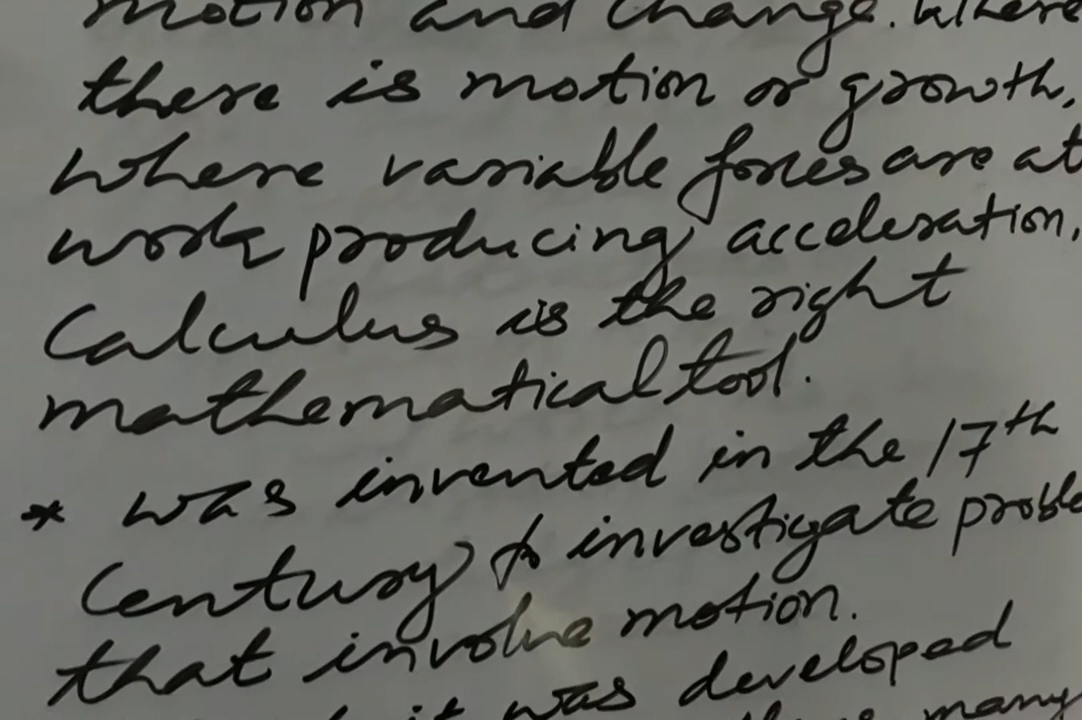 motion and change. Where
there is motion or growth,
where variable forces are at
work producing acceleration,
Calculus is the right
mathematical tool.
* was invented in the 17th
Century to investigate proble
that involve motion.
it was developed
many